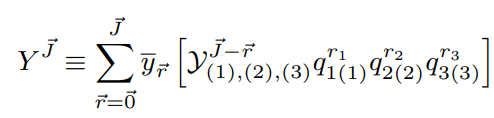 $Y^{\vec{J}} \equiv \sum_{\vec{r}=\vec{0}}^{\vec{J}} \overline{y}_{\vec{r}} \left[ \mathcal{Y}^{\vec{J}-\vec{r}}_{(1),(2),(3)} q^{r_1}_{1(1)} q^{r_2}_{2(2)} q^{r_3}_{3(3)} \right]$